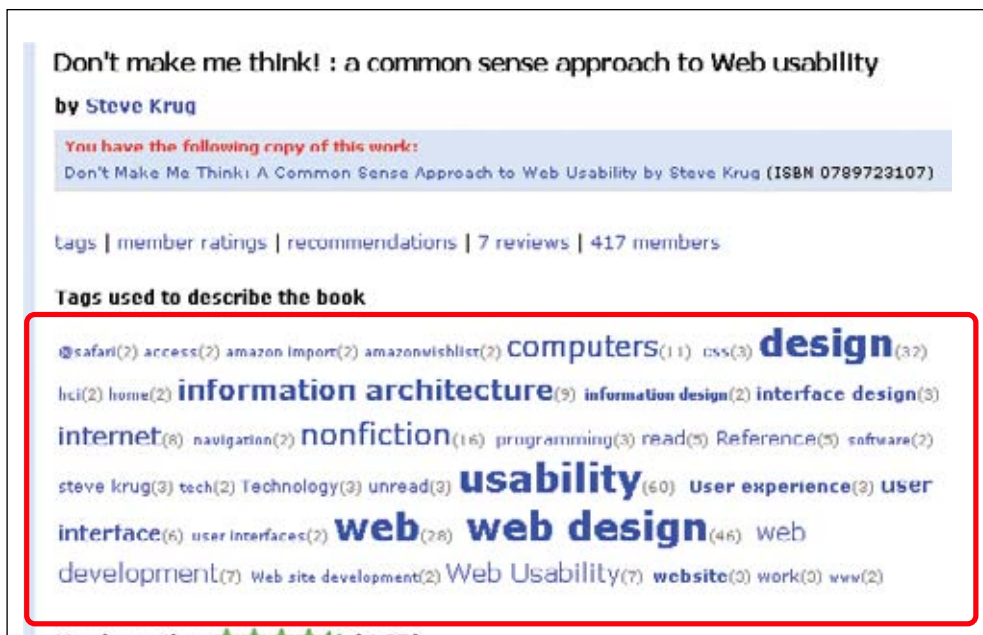 Don't make me think! : a common sense approach to Web usability
by Steve Krug
You have the following copy of this work:
Don't Make Me Think: A Common Sense Approach to Web Usability by Steve Krug (ISBN 0789723107)
tags | member ratings | recommendations | 7 reviews | 417 members
Tags used to describe the book
@safari(2) access(2) amazon import(2) amazonwishlist(2) computers(11) css(3) design(32)
hci(2) home(2) information architecture(9) information design(2) interface design(3)
internet(8) navigation(2) nonfiction(16) programming(3) read(5) Reference(5) software(2)
steve krug(3) tech(2) Technology(3) unread(3) usability(60) User experience(3) user
interface(6) user interfaces(2) web(28) web design(46) web
development(7) Web site development(2) Web Usability(7) website(3) work(3) www(2)